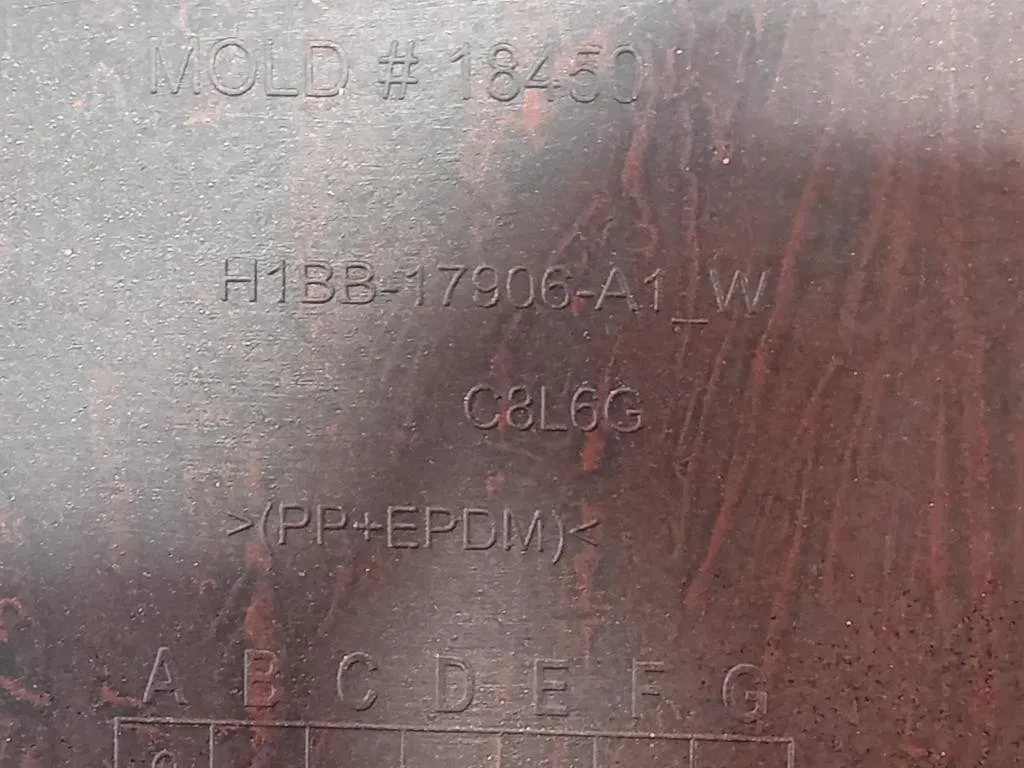 MOLD # 18450
H1BB-17906-A1_W
C8L6G
>(PP+EPDM)<
A B C D E F G